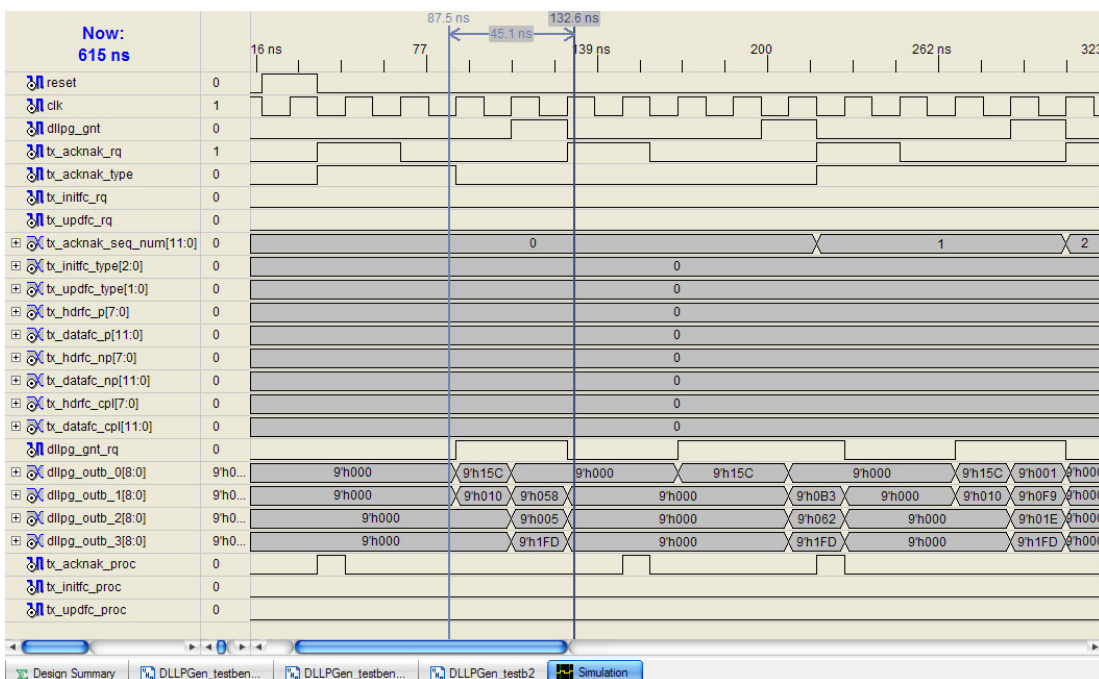 87.5 ns 132.6 ns
45.1 ns
Now:
615 ns
16 ns 77 139 ns 200 262 ns 323
reset 0
clk 1
dllpg_gnt 0
tx_acknak_rq 1
tx_acknak_type 0
tx_initfc_rq 0
tx_updfc_rq 0
tx_acknak_seq_num[11:0] 0 0 1 2
tx_initfc_type[2:0] 0 0
tx_updfc_type[1:0] 0 0
tx_hdrfc_p[7:0] 0 0
tx_datafc_p[11:0] 0 0
tx_hdrfc_np[7:0] 0 0
tx_datafc_np[11:0] 0 0
tx_hdrfc_cpl[7:0] 0 0
tx_datafc_cpl[11:0] 0 0
dllpg_gnt_rq 0
dllpg_outb_0[8:0] 9'h0... 9'h000 9'h15C 9'h000 9'h15C 9'h000 9'h15C 9'h001 9'h000
dllpg_outb_1[8:0] 9'h0... 9'h000 9'h010 9'h058 9'h000 9'h0B3 9'h000 9'h010 9'h0F9 9'h000
dllpg_outb_2[8:0] 9'h0... 9'h000 9'h005 9'h000 9'h062 9'h000 9'h01E 9'h000
dllpg_outb_3[8:0] 9'h0... 9'h000 9'h1FD 9'h000 9'h1FD 9'h000 9'h1FD 9'h000
tx_acknak_proc 0
tx_initfc_proc 0
tx_updfc_proc 0
Design Summary DLLPGen_testben... DLLPGen_testben... DLLPGen_testb2 Simulation